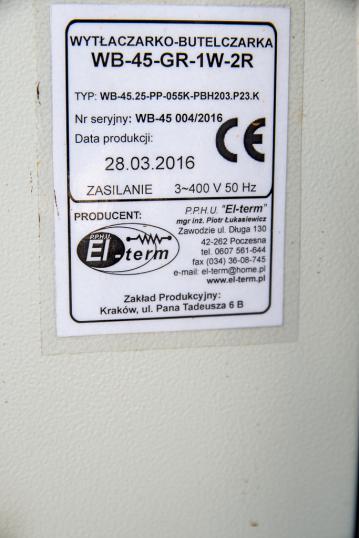 WYTŁACZARKO-BUTELCZARKA
WB-45-GR-1W-2R
TYP: WB-45.25-PP-055K-PBH203.P23.K
Nr seryjny: WB-45 004/2016
Data produkcji:
CE
28.03.2016
ZASILANIE 3~400 V 50 Hz
PRODUCENT:
P.P.H.U. "El-term"
mgr inż. Piotr Łukasiewicz
Zawodzie ul. Długa 130
42-262 Poczesna
tel. 0607 561-644
fax (034) 36-08-745
e-mail: el-term@home.pl
www.el-term.pl
P.P.H.U.
El-term
Zakład Produkcyjny:
Kraków, ul. Pana Tadeusza 6 B